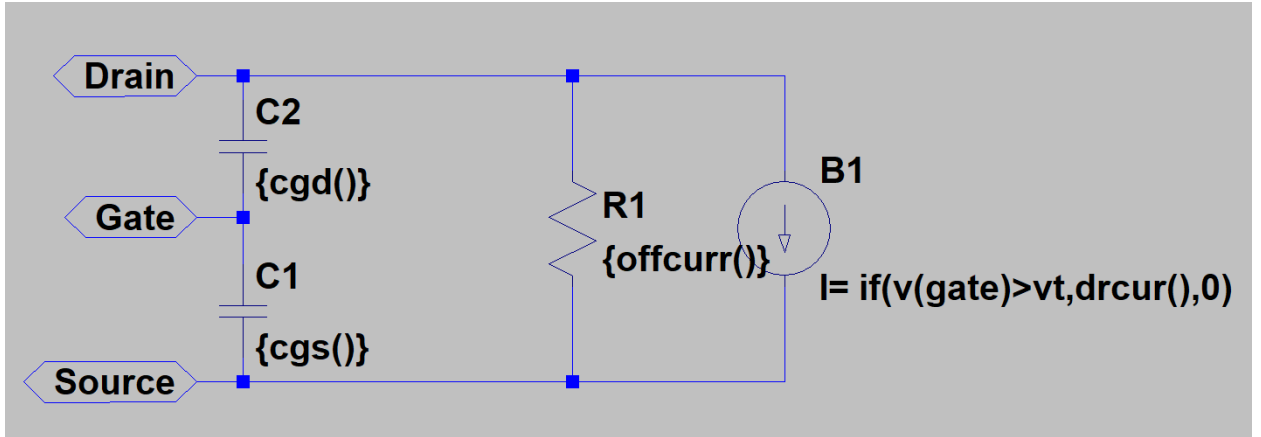 Drain
C2
{cgd()}
Gate
C1
{cgs()}
Source
R1
{offcurr()}
B1
I= if(v(gate)>vt,drcur(),0)